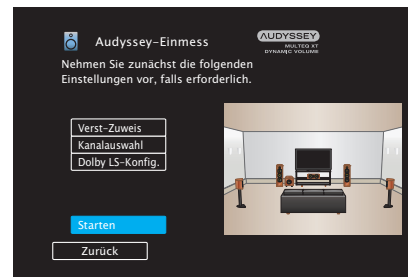 Audyssey-Einmess
AUDYSSEY
MULTEQ XT
DYNAMIC VOLUME
Nehmen Sie zunächst die folgenden
Einstellungen vor, falls erforderlich.
Verst-Zuweis
Kanalauswahl
Dolby LS-Konfig.
Starten
Zurück